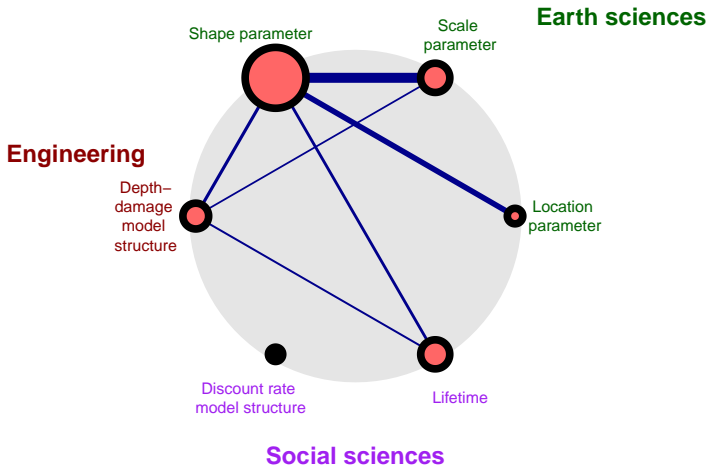 Earth sciences
Shape parameter
Scale
parameter
Engineering
Depth–
damage
model
structure
Location
parameter
Discount rate
model structure
Lifetime
Social sciences